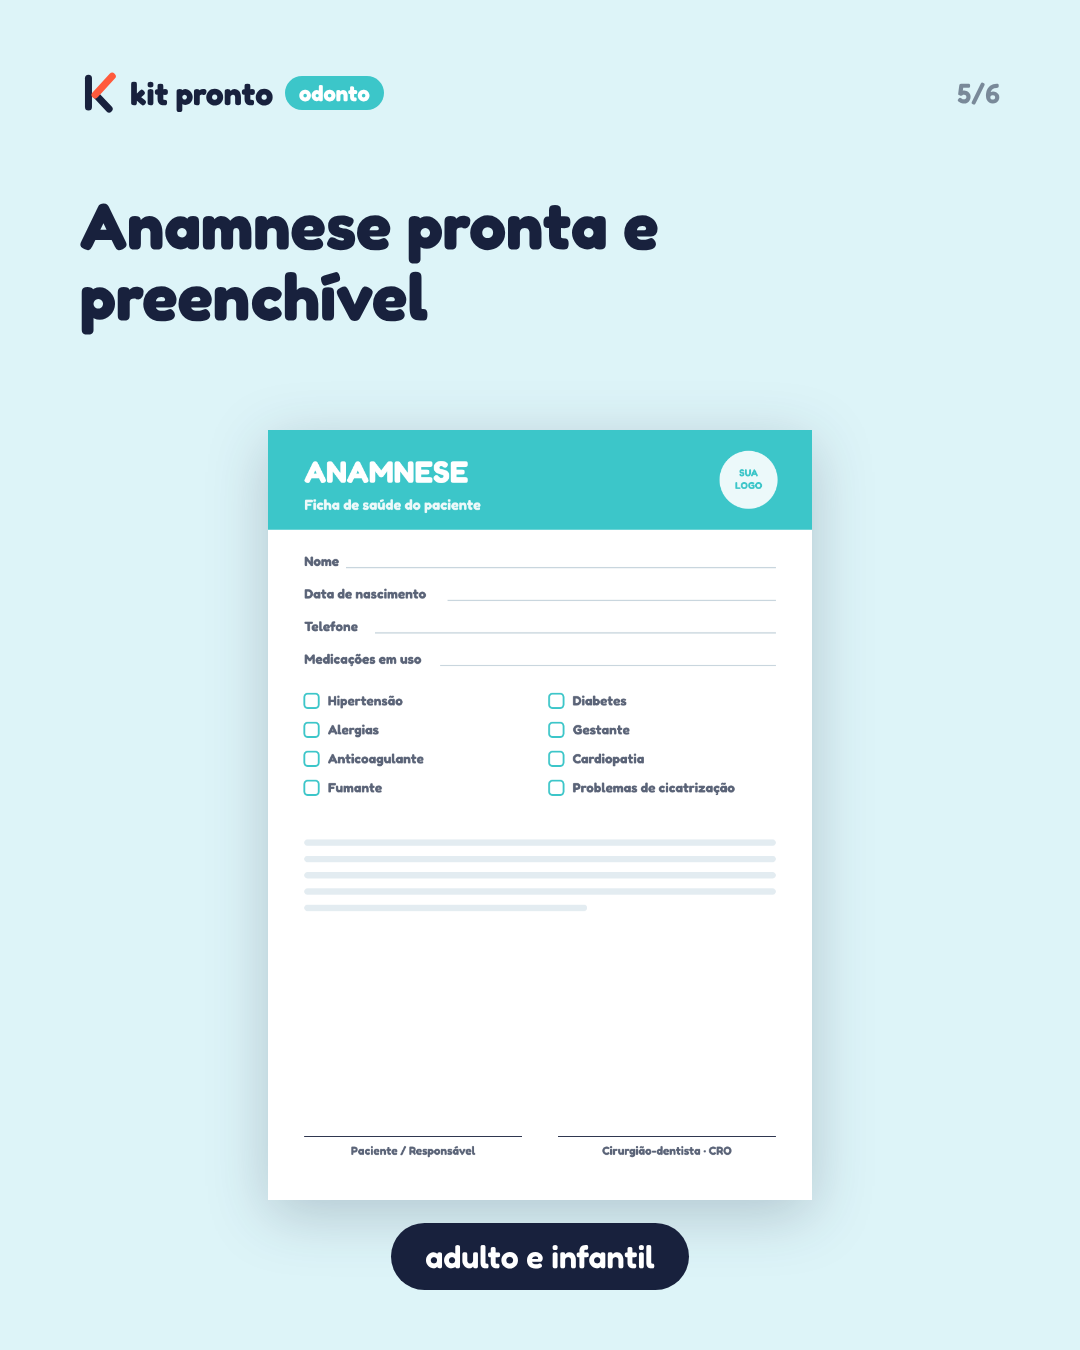 kit pronto odonto
5/6
Anamnese pronta e
preenchível
ANAMNESE
Ficha de saúde do paciente
SUA
LOGO
Nome
Data de nascimento
Telefone
Medicações em uso
Hipertensão
Diabetes
Alergias
Gestante
Anticoagulante
Cardiopatia
Fumante
Problemas de cicatrização
Paciente / Responsável
Cirurgião-dentista · CRO
adulto e infantil